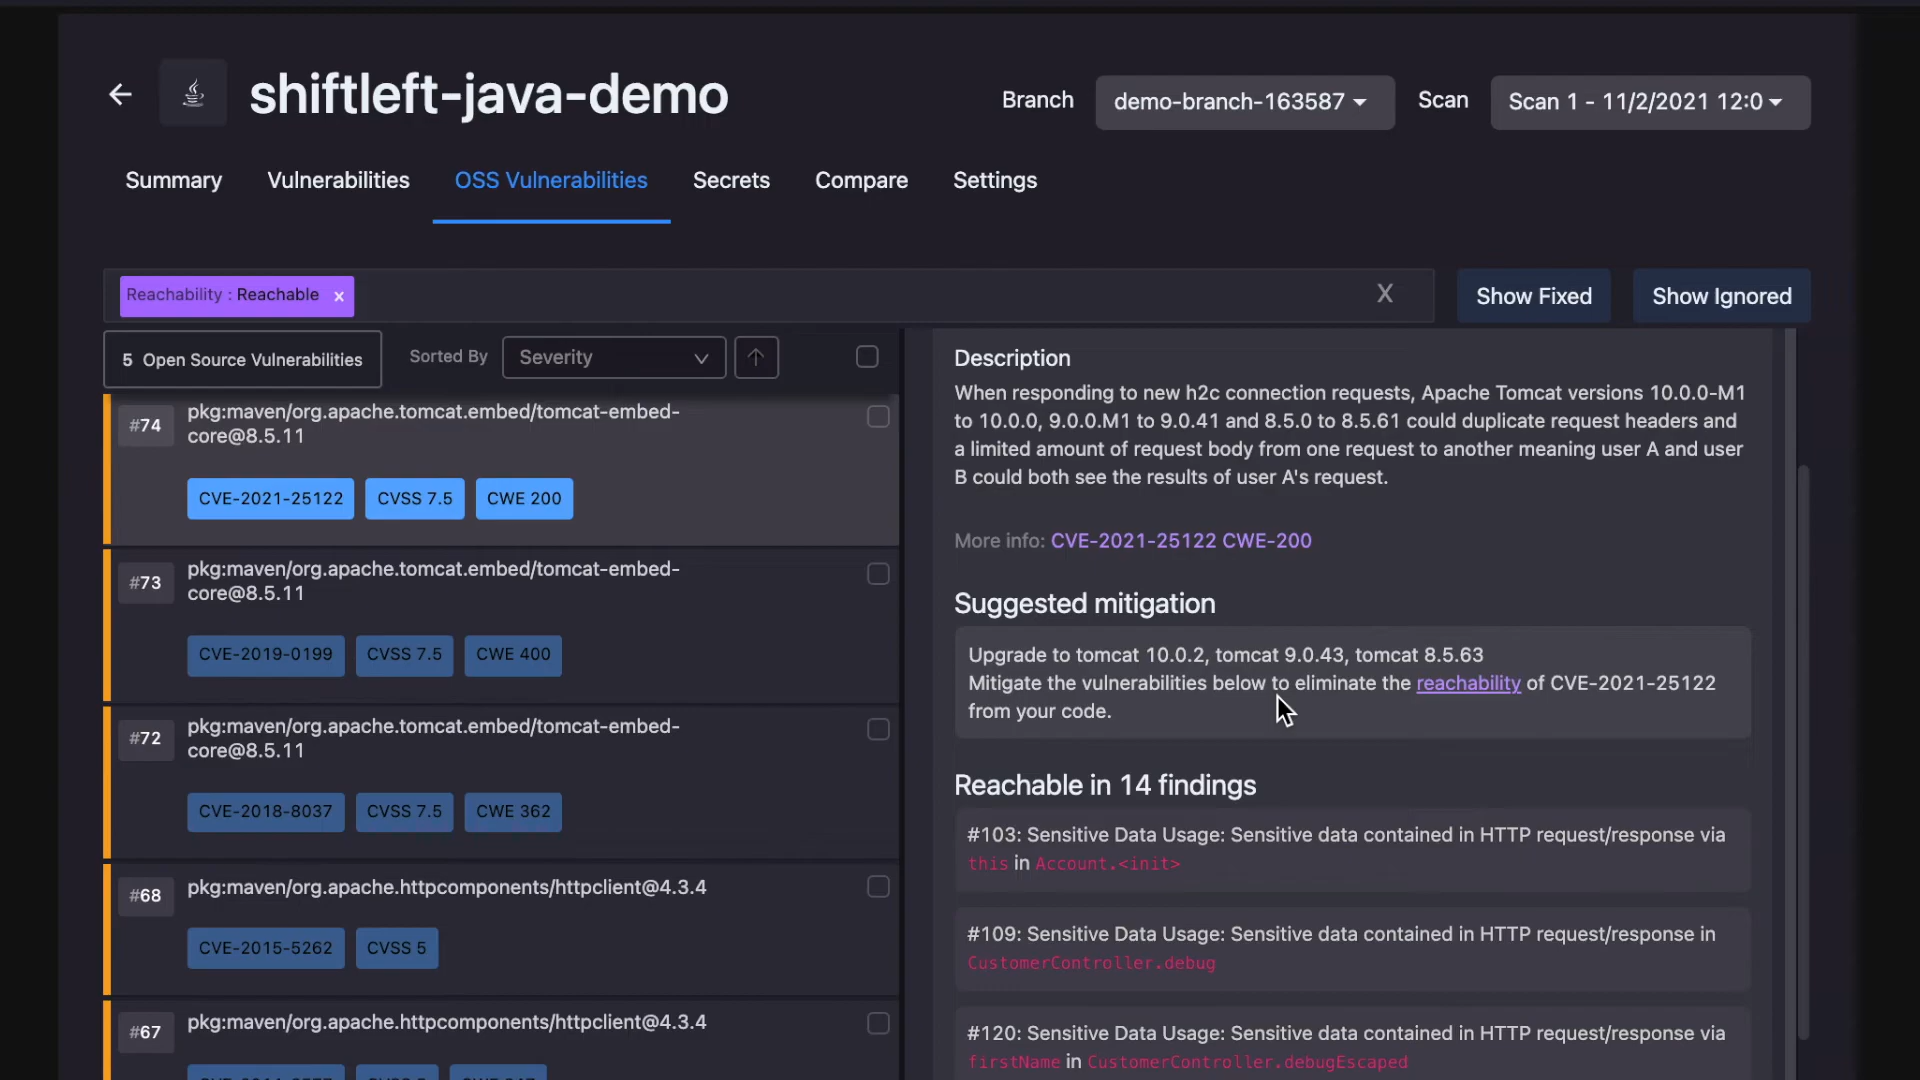 shiftleft-java-demo
Branch
demo-branch-163587
Scan
Scan 1 - 11/2/2021 12:0
Summary
Vulnerabilities
OSS Vulnerabilities
Secrets
Compare
Settings
Reachability : Reachable x
X
Show Fixed
Show Ignored
5 Open Source Vulnerabilities
Sorted By
Severity
#74
pkg:maven/org.apache.tomcat.embed/tomcat-embed-
core@8.5.11
CVE-2021-25122
CVSS 7.5
CWE 200
#73
pkg:maven/org.apache.tomcat.embed/tomcat-embed-
core@8.5.11
CVE-2019-0199
CVSS 7.5
CWE 400
#72
pkg:maven/org.apache.tomcat.embed/tomcat-embed-
core@8.5.11
CVE-2018-8037
CVSS 7.5
CWE 362
#68
pkg:maven/org.apache.httpcomponents/httpclient@4.3.4
CVE-2015-5262
CVSS 5
#67
pkg:maven/org.apache.httpcomponents/httpclient@4.3.4
Description
When responding to new h2c connection requests, Apache Tomcat versions 10.0.0-M1
to 10.0.0, 9.0.0.M1 to 9.0.41 and 8.5.0 to 8.5.61 could duplicate request headers and
a limited amount of request body from one request to another meaning user A and user
B could both see the results of user A's request.
More info: CVE-2021-25122 CWE-200
Suggested mitigation
Upgrade to tomcat 10.0.2, tomcat 9.0.43, tomcat 8.5.63
Mitigate the vulnerabilities below to eliminate the reachability of CVE-2021-25122
from your code.
Reachable in 14 findings
#103: Sensitive Data Usage: Sensitive data contained in HTTP request/response via
this in Account.<init>
#109: Sensitive Data Usage: Sensitive data contained in HTTP request/response in
CustomerController.debug
#120: Sensitive Data Usage: Sensitive data contained in HTTP request/response via
firstName in CustomerController.debugEscaped